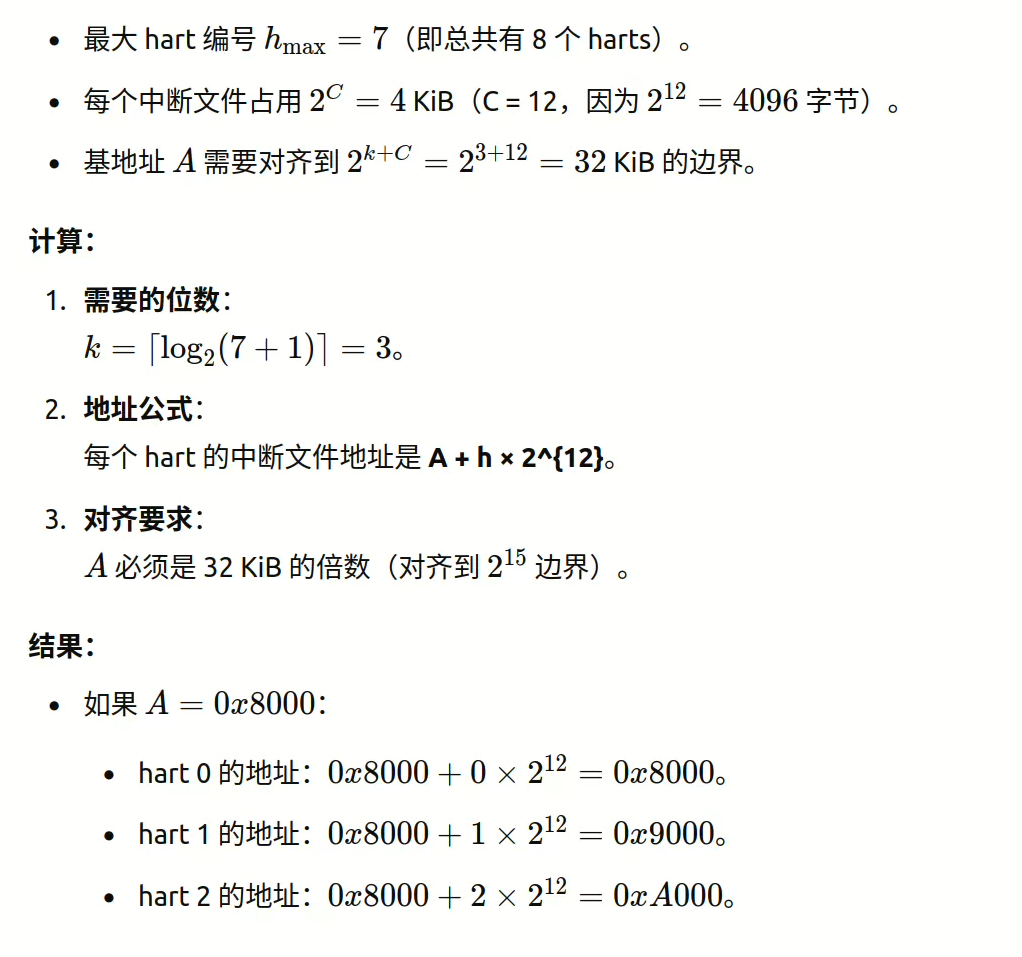 • 最大 hart 编号 h_max = 7（即总共有 8 个 harts）。
• 每个中断文件占用 2^C = 4 KiB（C = 12，因为 2^12 = 4096 字节）。
• 基地址 A 需要对齐到 2^{k+C} = 2^{3+12} = 32 KiB 的边界。
计算：
1. 需要的位数：
k = ⌈log_2(7 + 1)⌉ = 3。
2. 地址公式：
每个 hart 的中断文件地址是 A + h × 2^{12}。
3. 对齐要求：
A 必须是 32 KiB 的倍数（对齐到 2^15 边界）。
结果：
• 如果 A = 0x8000：
• hart 0 的地址：0x8000 + 0 × 2^12 = 0x8000。
• hart 1 的地址：0x8000 + 1 × 2^12 = 0x9000。
• hart 2 的地址：0x8000 + 2 × 2^12 = 0xA000。